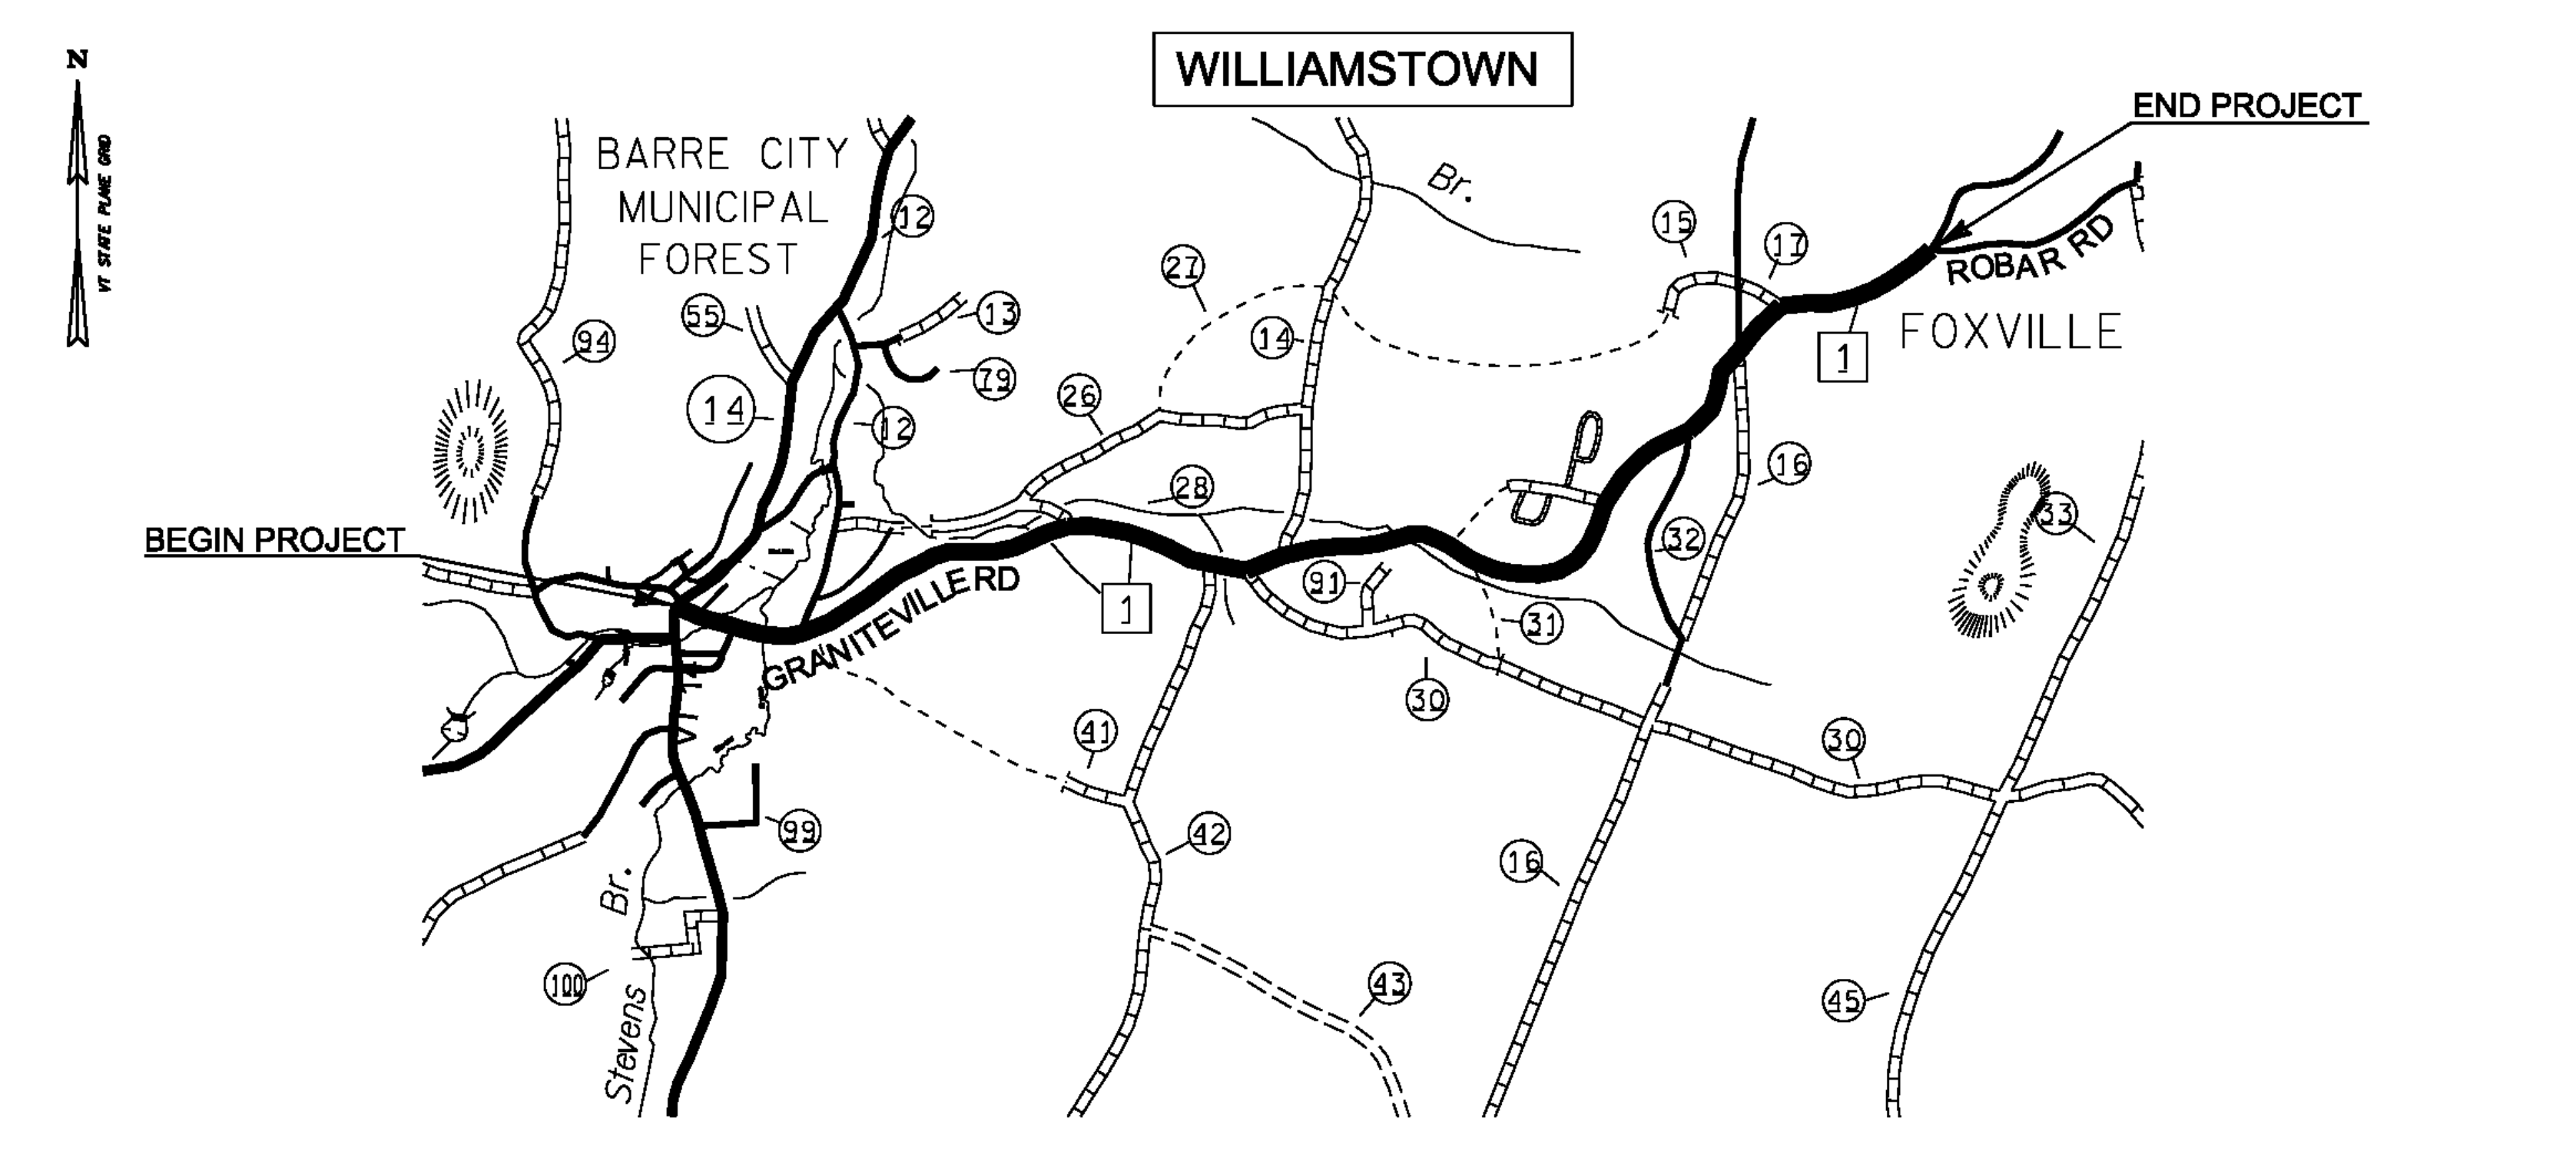 WILLIAMSTOWN
N
VT STATE PLANE GRID
END PROJECT
BARRE CITY
MUNICIPAL
FOREST
Br.
12
15
17
ROBAR RD
27
55
13
14
94
1
FOXVILLE
79
14
26
12
16
28
33
BEGIN PROJECT
32
GRANITEVILLE RD
91
1
31
30
41
30
99
42
16
Br.
100
43
45
Stevens